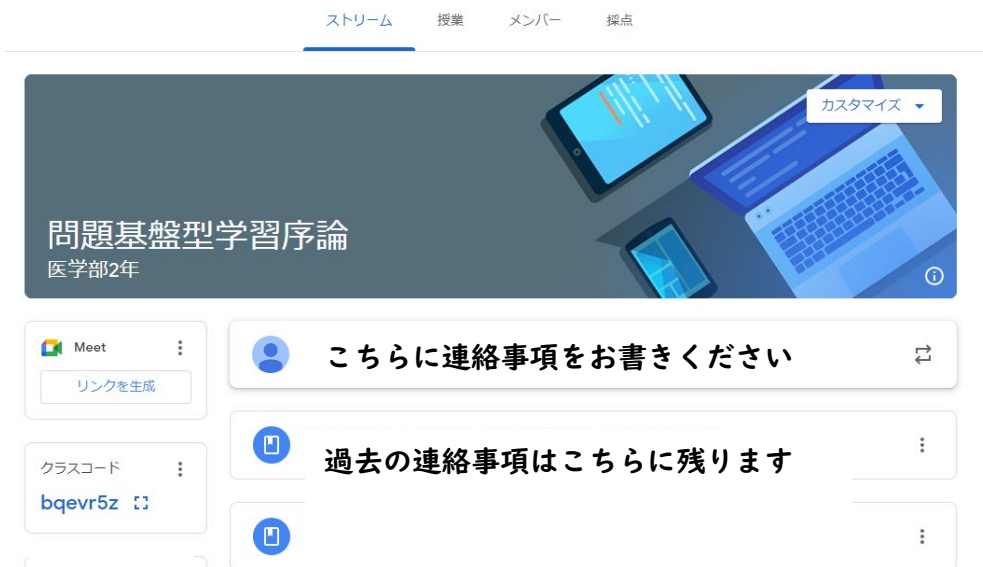 ストリーム 授業 メンバー 採点
カスタマイズ
問題基盤型学習序論
医学部2年
Meet
リンクを生成
こちらに連絡事項をお書きください
クラスコード
bqevr5z
過去の連絡事項はこちらに残ります